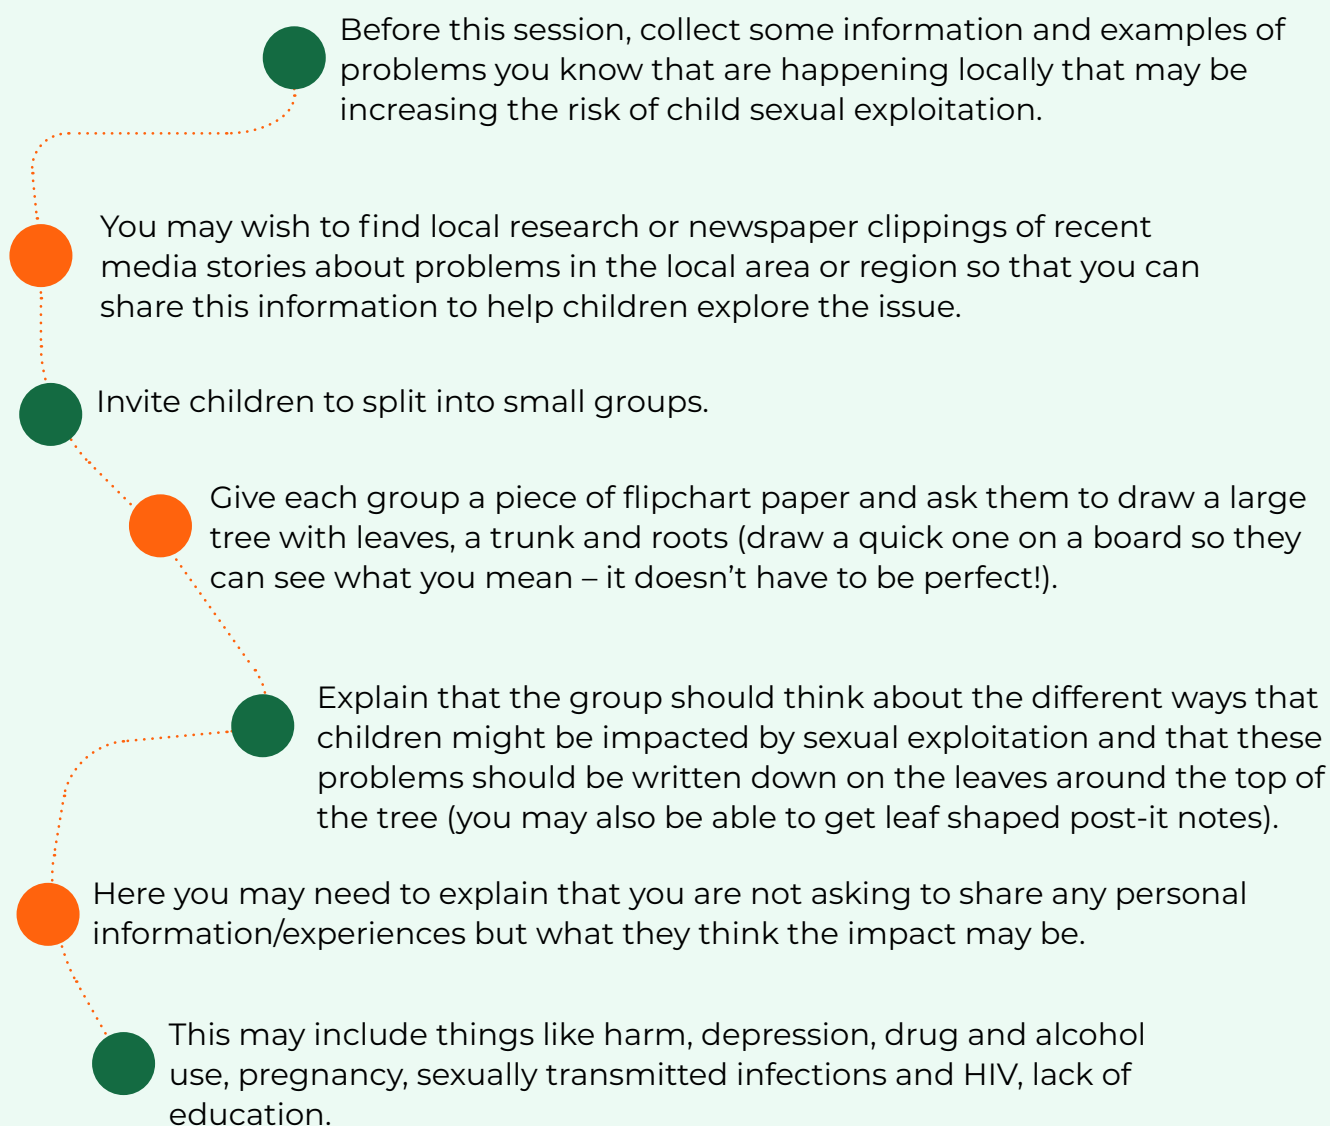 Before this session, collect some information and examples of
problems you know that are happening locally that may be
increasing the risk of child sexual exploitation.
You may wish to find local research or newspaper clippings of recent
media stories about problems in the local area or region so that you can
share this information to help children explore the issue.
Invite children to split into small groups.
Give each group a piece of flipchart paper and ask them to draw a large
tree with leaves, a trunk and roots (draw a quick one on a board so they
can see what you mean – it doesn’t have to be perfect!).
Explain that the group should think about the different ways that
children might be impacted by sexual exploitation and that these
problems should be written down on the leaves around the top of
the tree (you may also be able to get leaf shaped post-it notes).
Here you may need to explain that you are not asking to share any personal
information/experiences but what they think the impact may be.
This may include things like harm, depression, drug and alcohol
use, pregnancy, sexually transmitted infections and HIV, lack of
education.